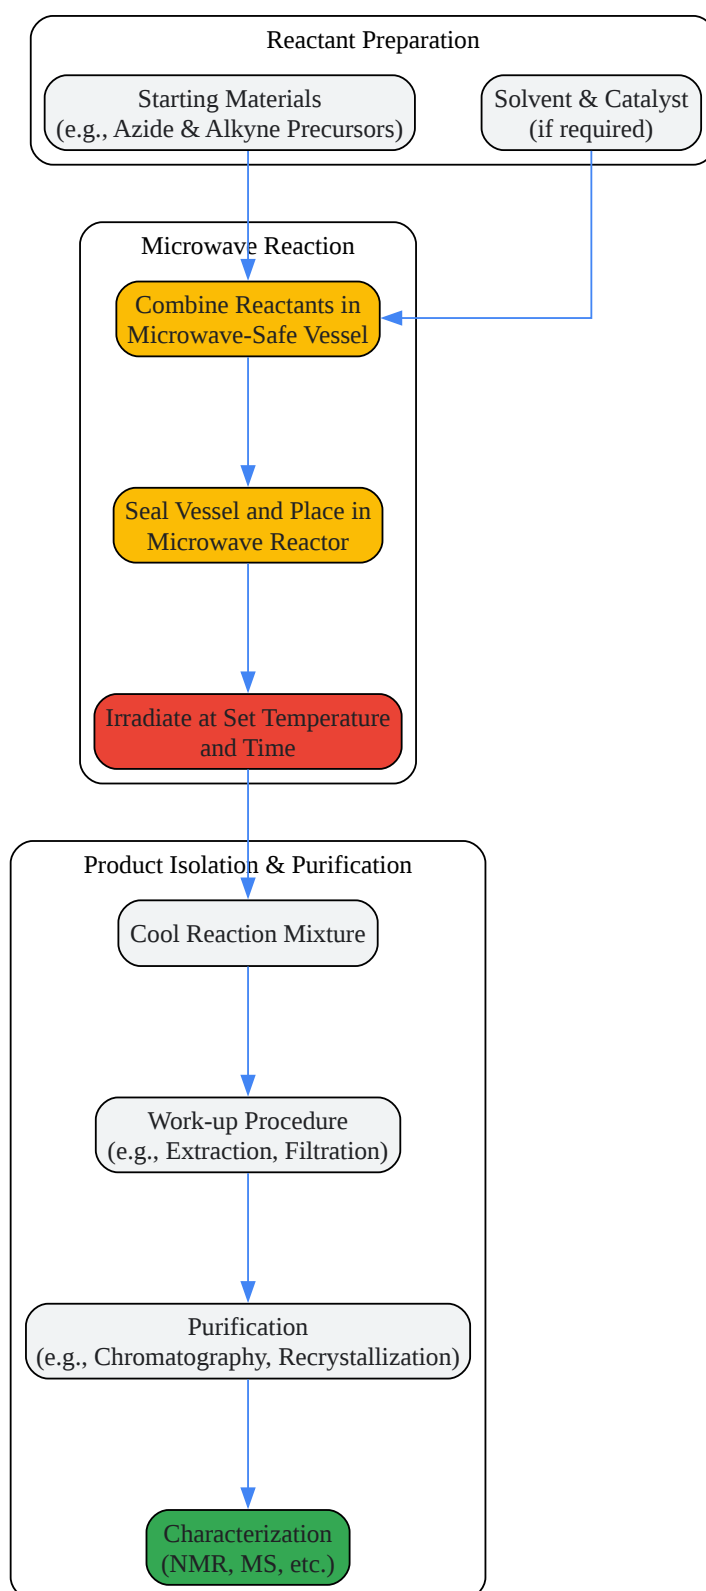 Reactant Preparation
Starting Materials
(e.g., Azide & Alkyne Precursors)
Solvent & Catalyst
(if required)
Microwave Reaction
Combine Reactants in
Microwave-Safe Vessel
Seal Vessel and Place in
Microwave Reactor
Irradiate at Set Temperature
and Time
Product Isolation & Purification
Cool Reaction Mixture
Work-up Procedure
(e.g., Extraction, Filtration)
Purification
(e.g., Chromatography, Recrystallization)
Characterization
(NMR, MS, etc.)